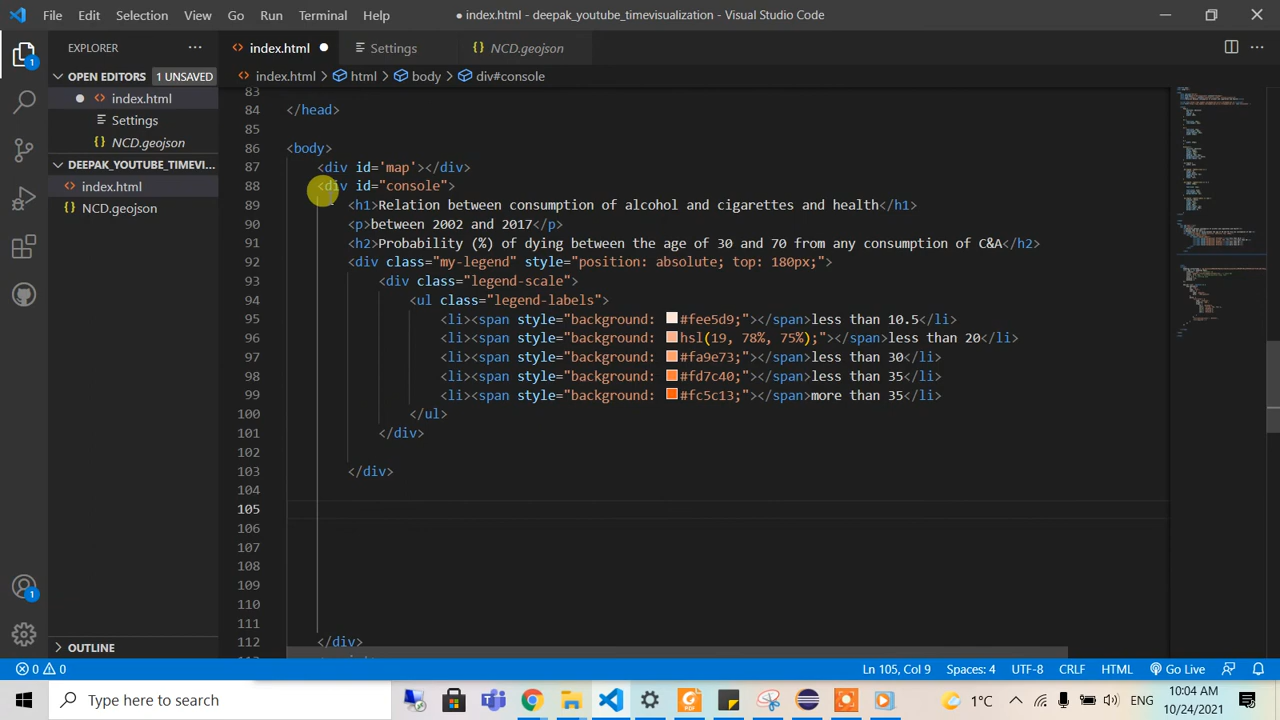 File Edit Selection View Go Run Terminal Help
● index.html - deepak_youtube_timevisualization - Visual Studio Code
EXPLORER
index.html
Settings
NCD.geojson
OPEN EDITORS 1 UNSAVED
index.html > html > body > div#console
index.html
Settings
NCD.geojson
DEEPAK_YOUTUBE_TIMEVI...
index.html
NCD.geojson
83
84 </head>
85
86 <body>
87 <div id='map'></div>
88 <div id="console">
89 <h1>Relation between consumption of alcohol and cigarettes and health</h1>
90 <p>between 2002 and 2017</p>
91 <h2>Probability (%) of dying between the age of 30 and 70 from any consumption of C&A</h2>
92 <div class="my-legend" style="position: absolute; top: 180px;">
93 <div class="legend-scale">
94 <ul class="legend-labels">
95 <li><span style="background: #fee5d9;"></span>less than 10.5</li>
96 <li><span style="background: hsl(19, 78%, 75%);"></span>less than 20</li>
97 <li><span style="background: #fa9e73;"></span>less than 30</li>
98 <li><span style="background: #fd7c40;"></span>less than 35</li>
99 <li><span style="background: #fc5c13;"></span>more than 35</li>
100 </ul>
101 </div>
102
103 </div>
104
105
106
107
108
109
110
111
112 </div>
OUTLINE
1
1
0 0 Ln 105, Col 9 Spaces: 4 UTF-8 CRLF HTML Go Live
Type here to search
1°C
ENG
10:04 AM
10/24/2021